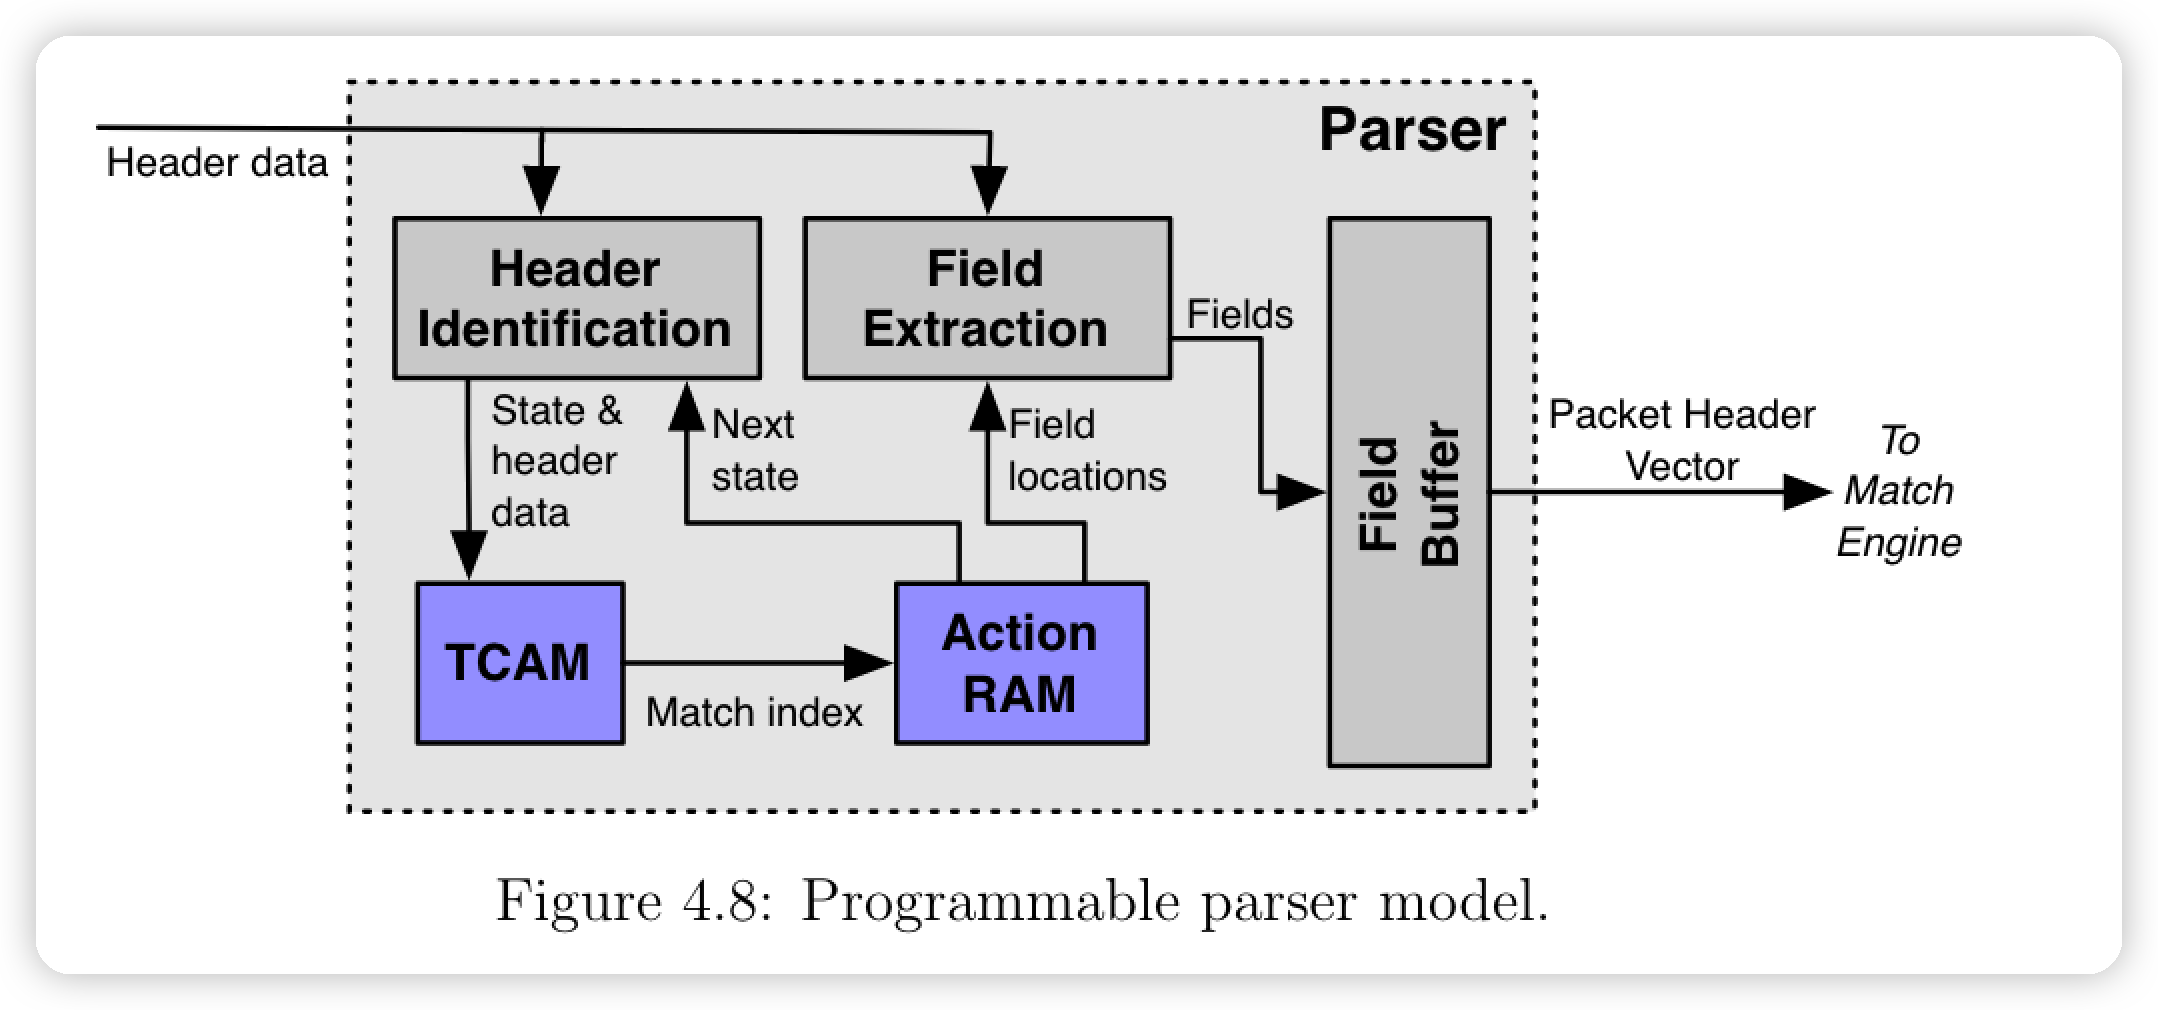 Parser
Header data
Header
Identification
Field
Extraction
Fields
State &
header
data
Next
state
Field
locations
Field
Buffer
Packet Header
Vector
To
Match
Engine
TCAM
Match index
Action
RAM
Figure 4.8: Programmable parser model.